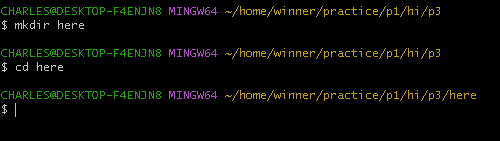 CHARLES@DESKTOP-F4ENJN8 MINGW64 ~/home/winner/practice/p1/hi/p3
$ mkdir here
CHARLES@DESKTOP-F4ENJN8 MINGW64 ~/home/winner/practice/p1/hi/p3
$ cd here
CHARLES@DESKTOP-F4ENJN8 MINGW64 ~/home/winner/practice/p1/hi/p3/here
$